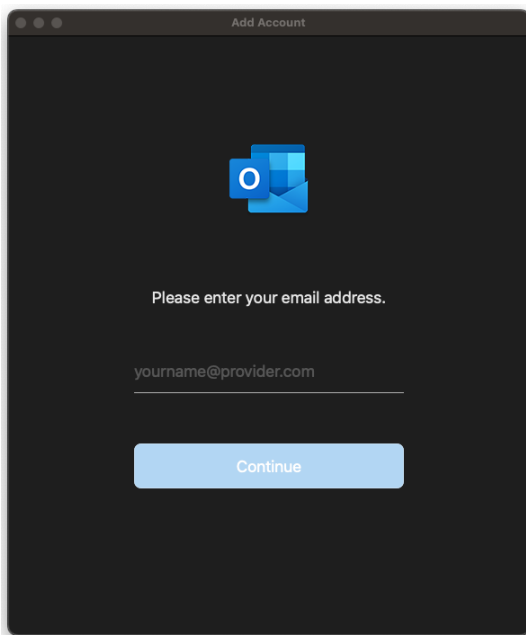 Add Account
O
Please enter your email address.
yourname@provider.com
Continue